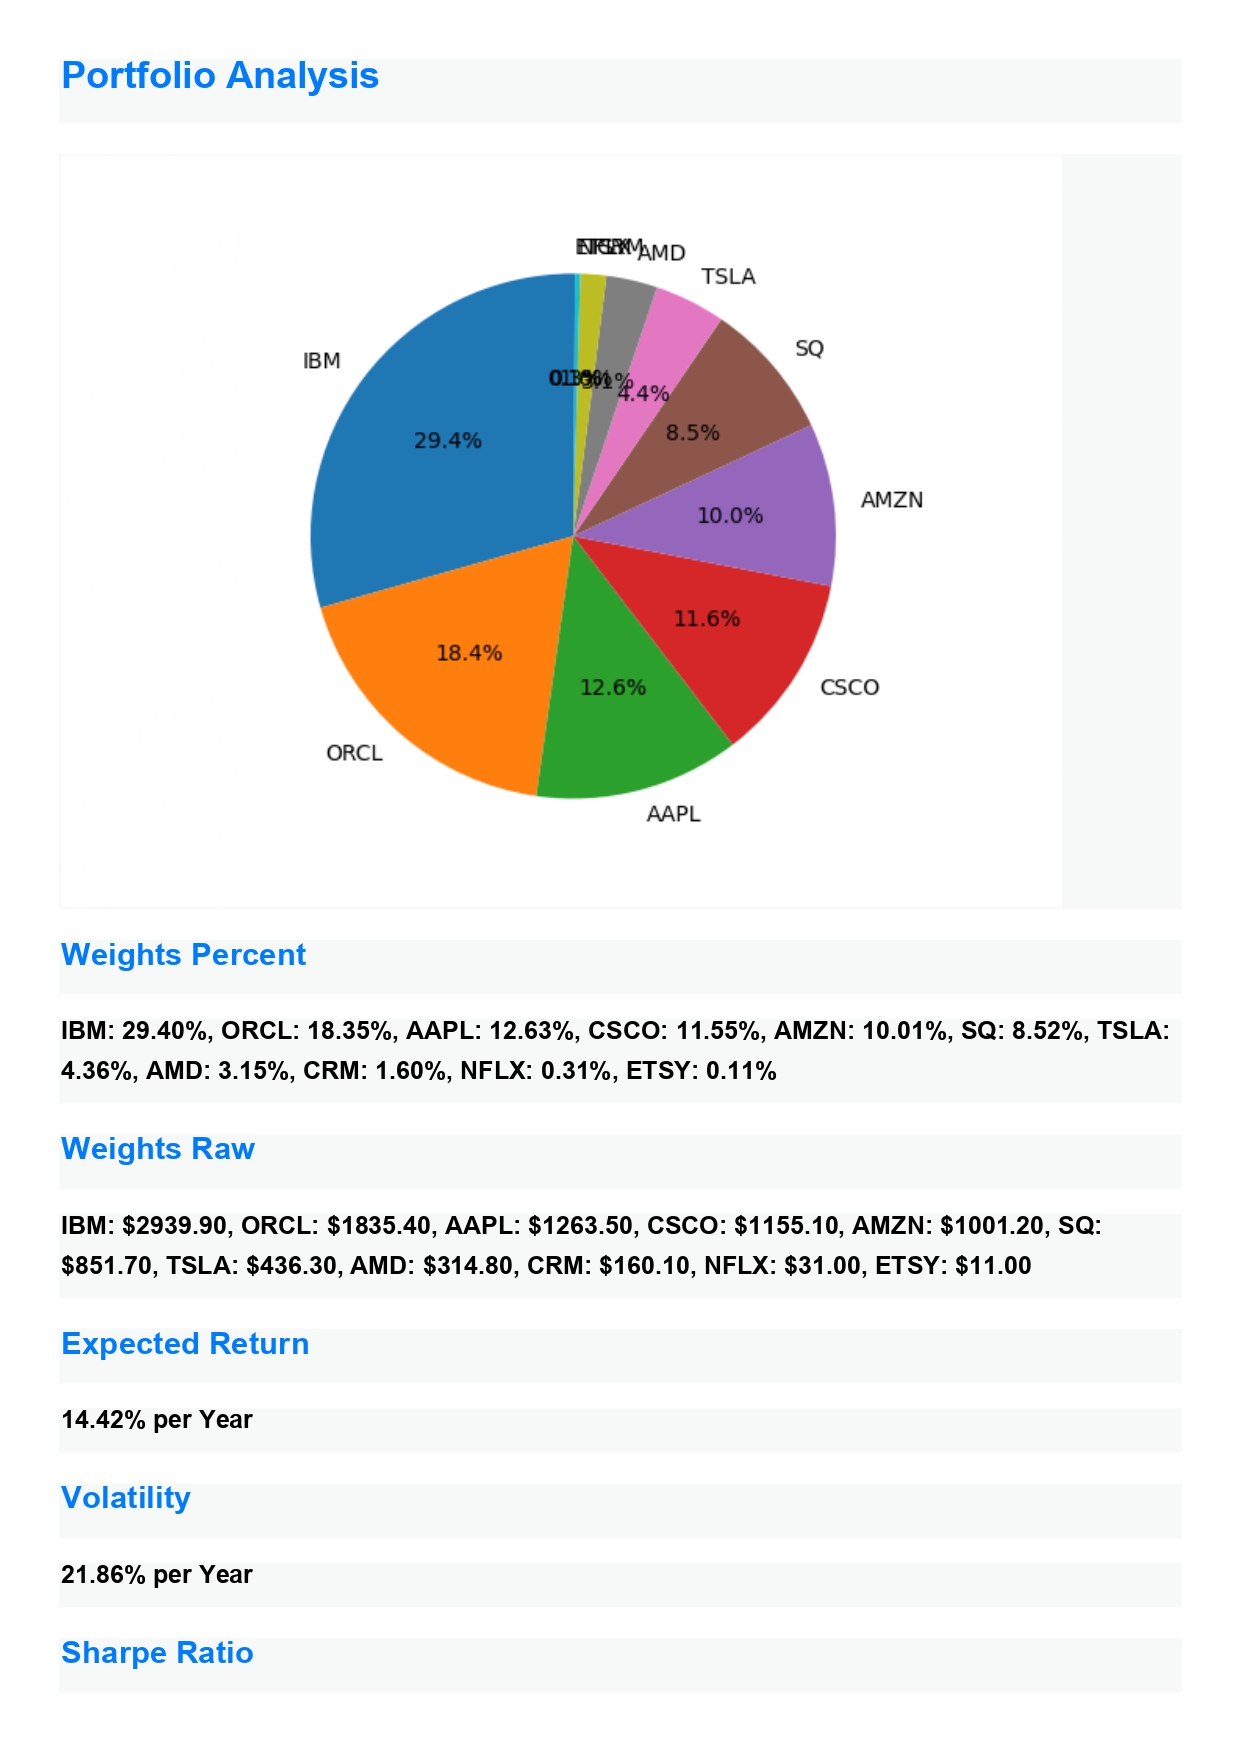 Portfolio Analysis
AMD
TSLA
SQ
IBM
4.4%
8.5%
29.4%
AMZN
10.0%
11.6%
18.4%
12.6%
CSCO
ORCL
AAPL
Weights Percent
IBM: 29.40%, ORCL: 18.35%, AAPL: 12.63%, CSCO: 11.55%, AMZN: 10.01%, SQ: 8.52%, TSLA:
4.36%, AMD: 3.15%, CRM: 1.60%, NFLX: 0.31%, ETSY: 0.11%
Weights Raw
IBM: $2939.90, ORCL: $1835.40, AAPL: $1263.50, CSCO: $1155.10, AMZN: $1001.20, SQ:
$851.70, TSLA: $436.30, AMD: $314.80, CRM: $160.10, NFLX: $31.00, ETSY: $11.00
Expected Return
14.42% per Year
Volatility
21.86% per Year
Sharpe Ratio